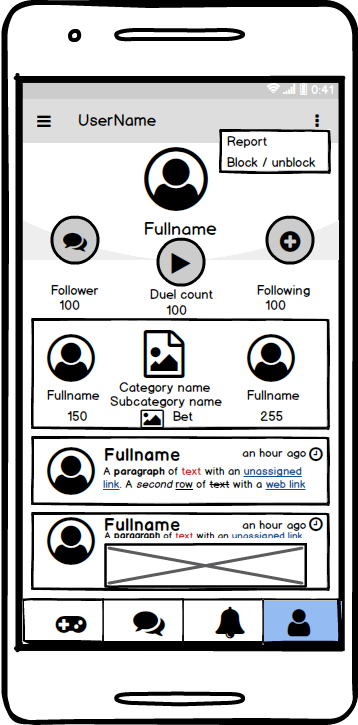 0:41
UserName
Report
Block / unblock
Fullname
Follower
100
Duel count
100
Following
100
Fullname
150
Category name
Subcategory name
Bet
Fullname
255
Fullname
an hour ago
A paragraph of text with an unassigned
link. A second row of text with a web link
Fullname
an hour ago
A paragraph of text with an unassigned link